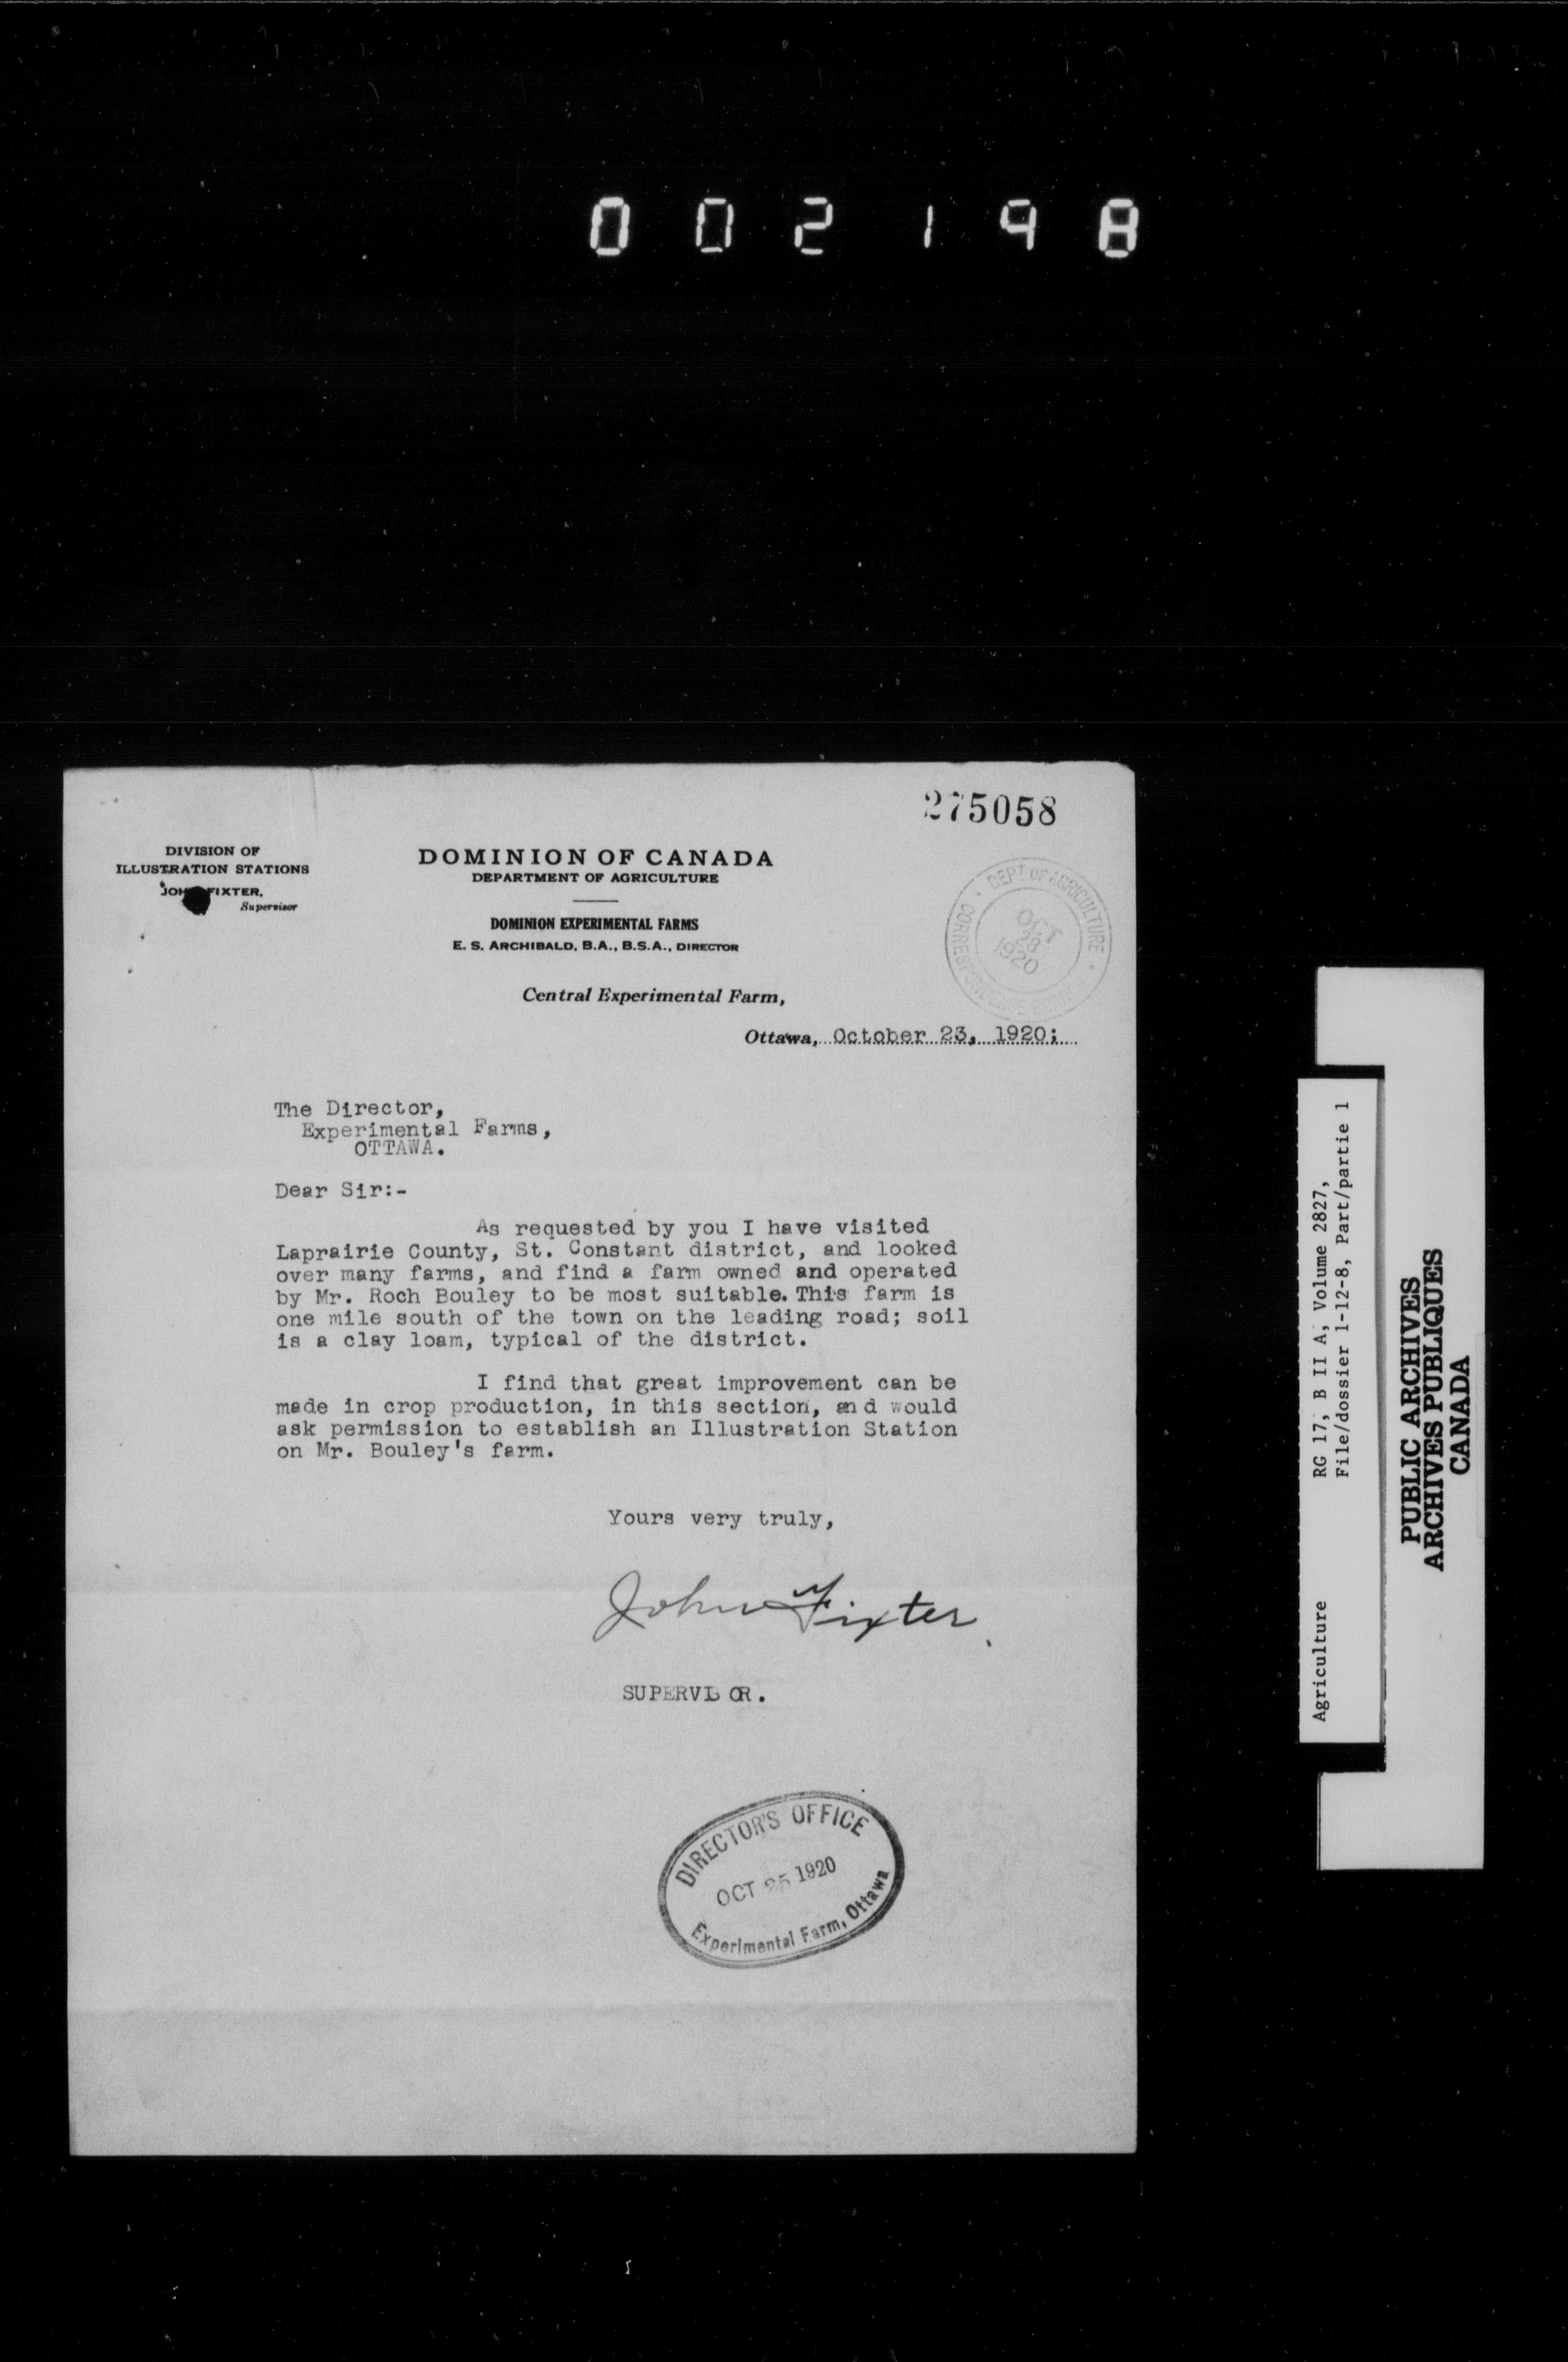 002198
275058
DIVISION OF
ILLUSTRATION STATIONS
JOHN FIXTER,
Supervisor
DOMINION OF CANADA
DEPARTMENT OF AGRICULTURE
DOMINION EXPERIMENTAL FARMS
E. S. ARCHIBALD, B.A., B.S.A., DIRECTOR
DEPT OF AGRICULTURE
OCT
28
1920
Central Experimental Farm,
Ottawa, October 23, 1920;
The Director,
Experimental Farms,
OTTAWA.
Dear Sir:-
As requested by you I have visited
Laprairie County, St. Constant district, and looked
over many farms, and find a farm owned and operated
by Mr. Roch Bouley to be most suitable. This farm is
one mile south of the town on the leading road; soil
is a clay loam, typical of the district.
I find that great improvement can be
made in crop production, in this section, and would
ask permission to establish an Illustration Station
on Mr. Bouley's farm.
Yours very truly,
John Fixter.
SUPERVISOR.
DIRECTOR'S OFFICE
OCT 25 1920
Experimental Farm, Ottawa
Agriculture RG 17, B II A, Volume 2827,
File/dossier 1-12-8, Part/partie 1
PUBLIC ARCHIVES
ARCHIVES PUBLIQUES
CANADA